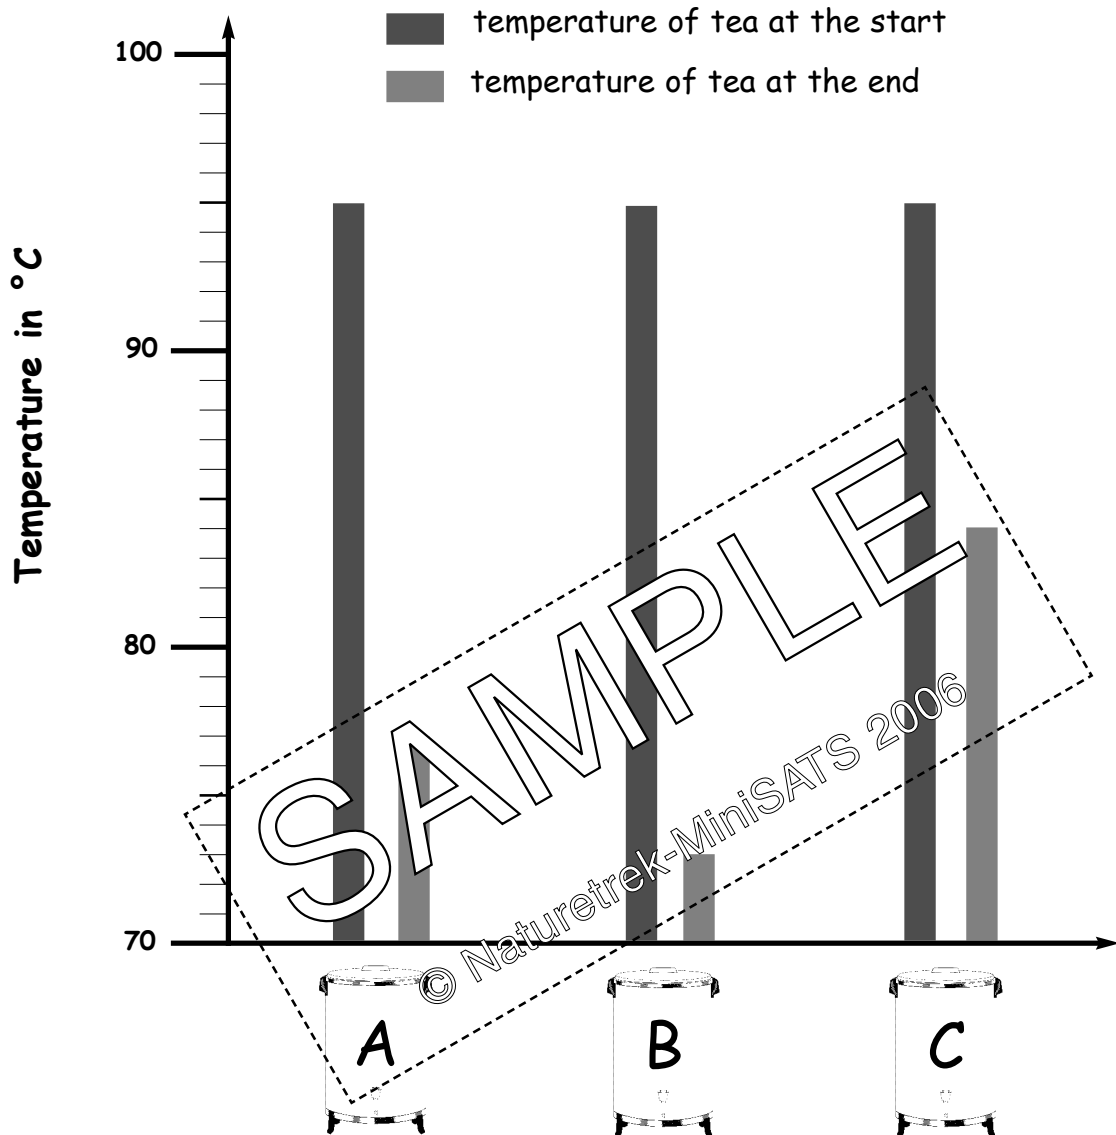 temperature of tea at the start
temperature of tea at the end
Temperature in °C
100
90
80
70
SAMPLE
© Naturetrek-MiniSATS 2006
A
B
C